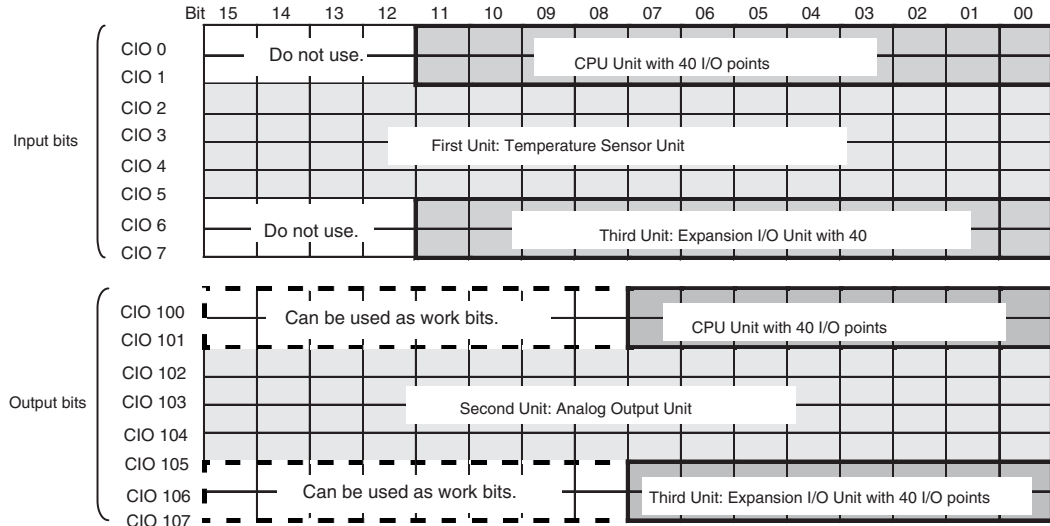 Bit 15 14 13 12 11 10 09 08 07 06 05 04 03 02 01 00
CIO 0
Do not use.
CPU Unit with 40 I/O points
CIO 1
CIO 2
Input bits
CIO 3
First Unit: Temperature Sensor Unit
CIO 4
CIO 5
CIO 6
Do not use.
Third Unit: Expansion I/O Unit with 40
CIO 7
CIO 100
Can be used as work bits.
CPU Unit with 40 I/O points
CIO 101
CIO 102
Output bits
CIO 103
Second Unit: Analog Output Unit
CIO 104
CIO 105
CIO 106
Can be used as work bits.
Third Unit: Expansion I/O Unit with 40 I/O points
CIO 107